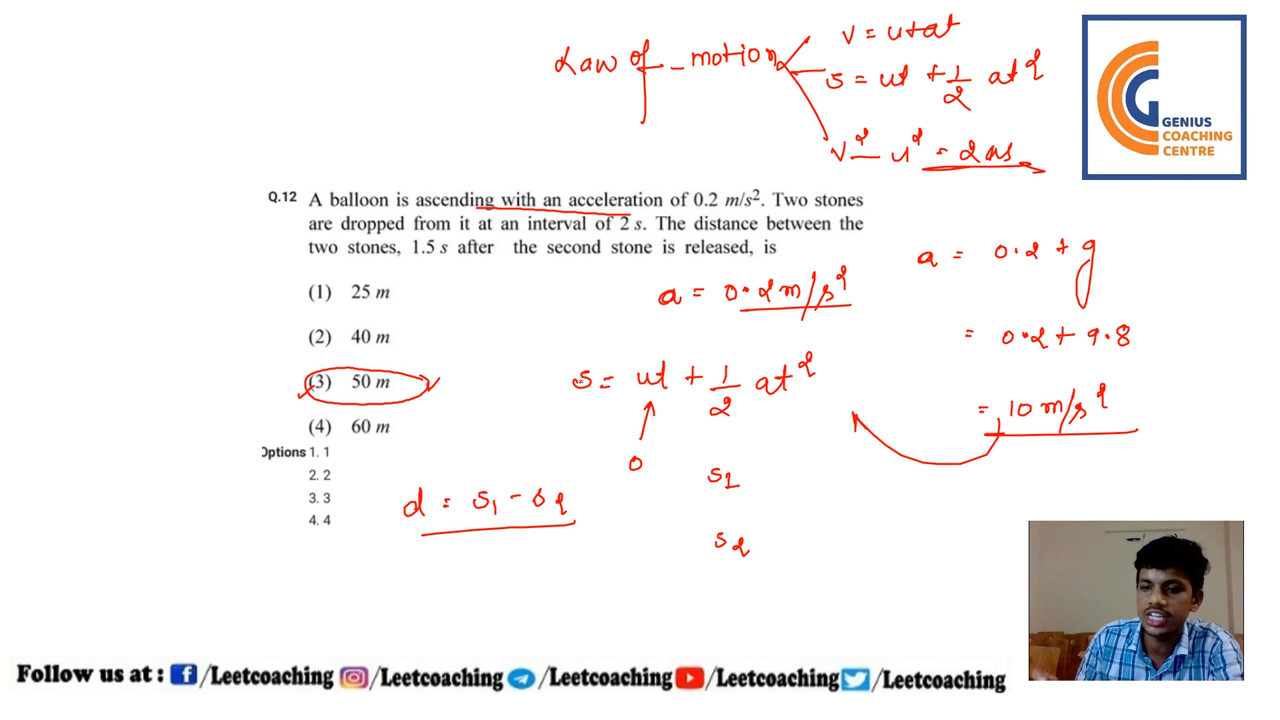 Law of - motion
v = u+at
s = ut + 1/2 at2
v2 - u2 = 2as
GENIUS
COACHING
CENTRE
Q.12 A balloon is ascending with an acceleration of 0.2 m/s². Two stones
are dropped from it at an interval of 2 s. The distance between the
two stones, 1.5 s after the second stone is released, is
(1) 25 m
(2) 40 m
(3) 50 m
(4) 60 m
Options 1. 1
2. 2
3. 3
4. 4
a = 0.2 m/s2
s = ut + 1/2 at2
0
s1
s2
d = s1 - s2
a = 0.2 + g
= 0.2 + 9.8
= 10 m/s2
Follow us at : /Leetcoaching /Leetcoaching /Leetcoaching /Leetcoaching /Leetcoaching